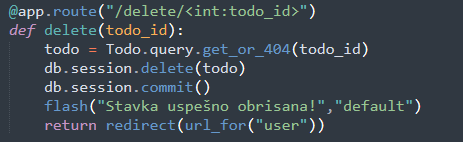 @app.route("/delete/<int:todo_id>")
def delete(todo_id):
    todo = Todo.query.get_or_404(todo_id)
    db.session.delete(todo)
    db.session.commit()
    flash("Stavka uspešno obrisana!","default")
    return redirect(url_for("user"))